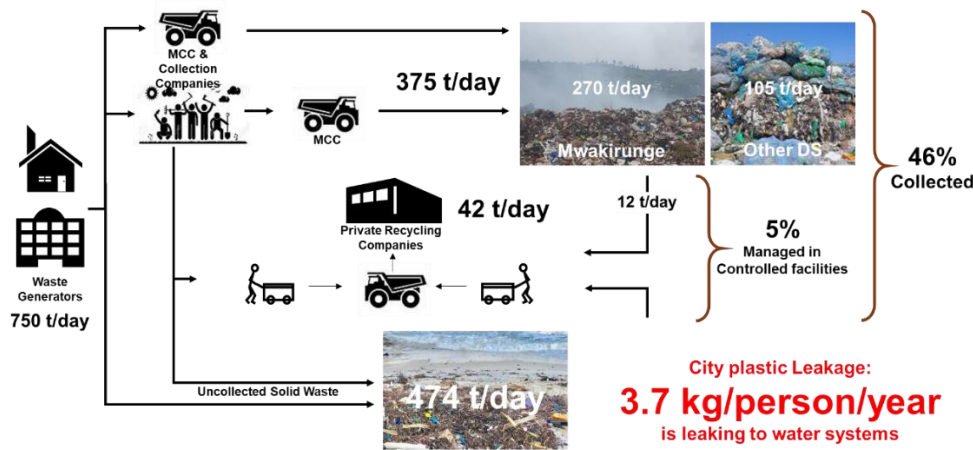 MCC &
Collection
Companies
375 t/day
MCC
270 t/day
Mwakirunge
105 t/day
Other DS
46%
Collected
12 t/day
5%
Managed in
Controlled facilities
42 t/day
Private Recycling
Companies
Waste
Generators
750 t/day
Uncollected Solid Waste
474 t/day
City plastic Leakage:
3.7 kg/person/year
is leaking to water systems